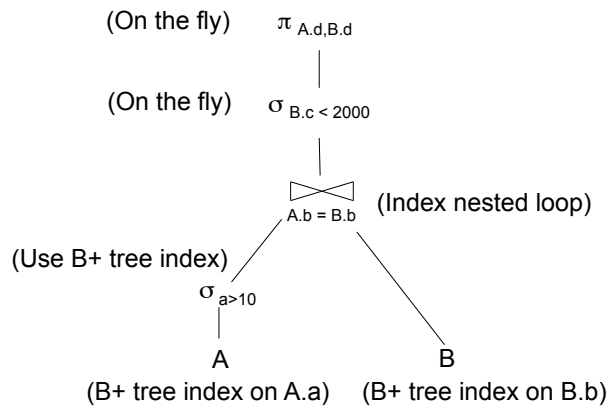 (On the fly) π A.d,B.d
(On the fly) σ B.c < 2000
A.b = B.b (Index nested loop)
(Use B+ tree index)
σ a>10
A B
(B+ tree index on A.a) (B+ tree index on B.b)